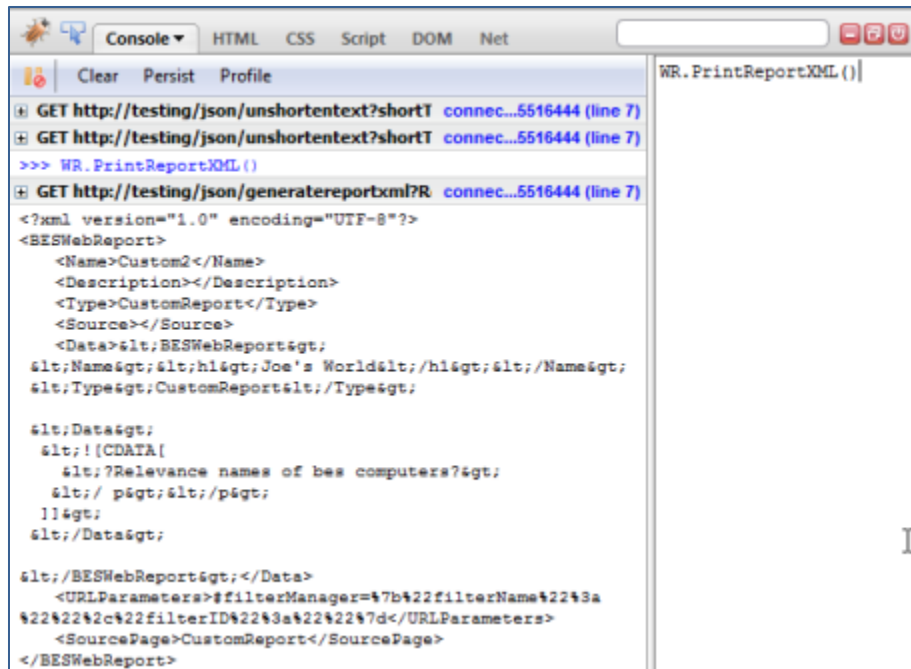 Console HTML CSS Script DOM Net
Clear Persist Profile
GET http://testing/json/unshortentext?shortT connec...5516444 (line 7)
GET http://testing/json/unshortentext?shortT connec...5516444 (line 7)
>>> WR.PrintReportXML()
GET http://testing/json/generatereportxml?R connec...5516444 (line 7)
<?xml version="1.0" encoding="UTF-8"?>
<BESWebReport>
<Name>Custom2</Name>
<Description></Description>
<Type>CustomReport</Type>
<Source></Source>
<Data>&lt;BESWebReport&gt;
&lt;Name&gt;&lt;h1&gt;Joe's World&lt;/h1&gt;&lt;/Name&gt;
&lt;Type&gt;CustomReport&lt;/Type&gt;
&lt;Data&gt;
&lt;![CDATA[
&lt;?Relevance names of bes computers?&gt;
&lt;/ p&gt;&lt;/p&gt;
]]&gt;
&lt;/Data&gt;
&lt;/BESWebReport&gt;</Data>
<URLParameters>#filterManager=%7b%22filterName%22%3a
%22%22%2c%22filterID%22%3a%22%22%7d</URLParameters>
<SourcePage>CustomReport</SourcePage>
</BESWebReport>
WR.PrintReportXML()